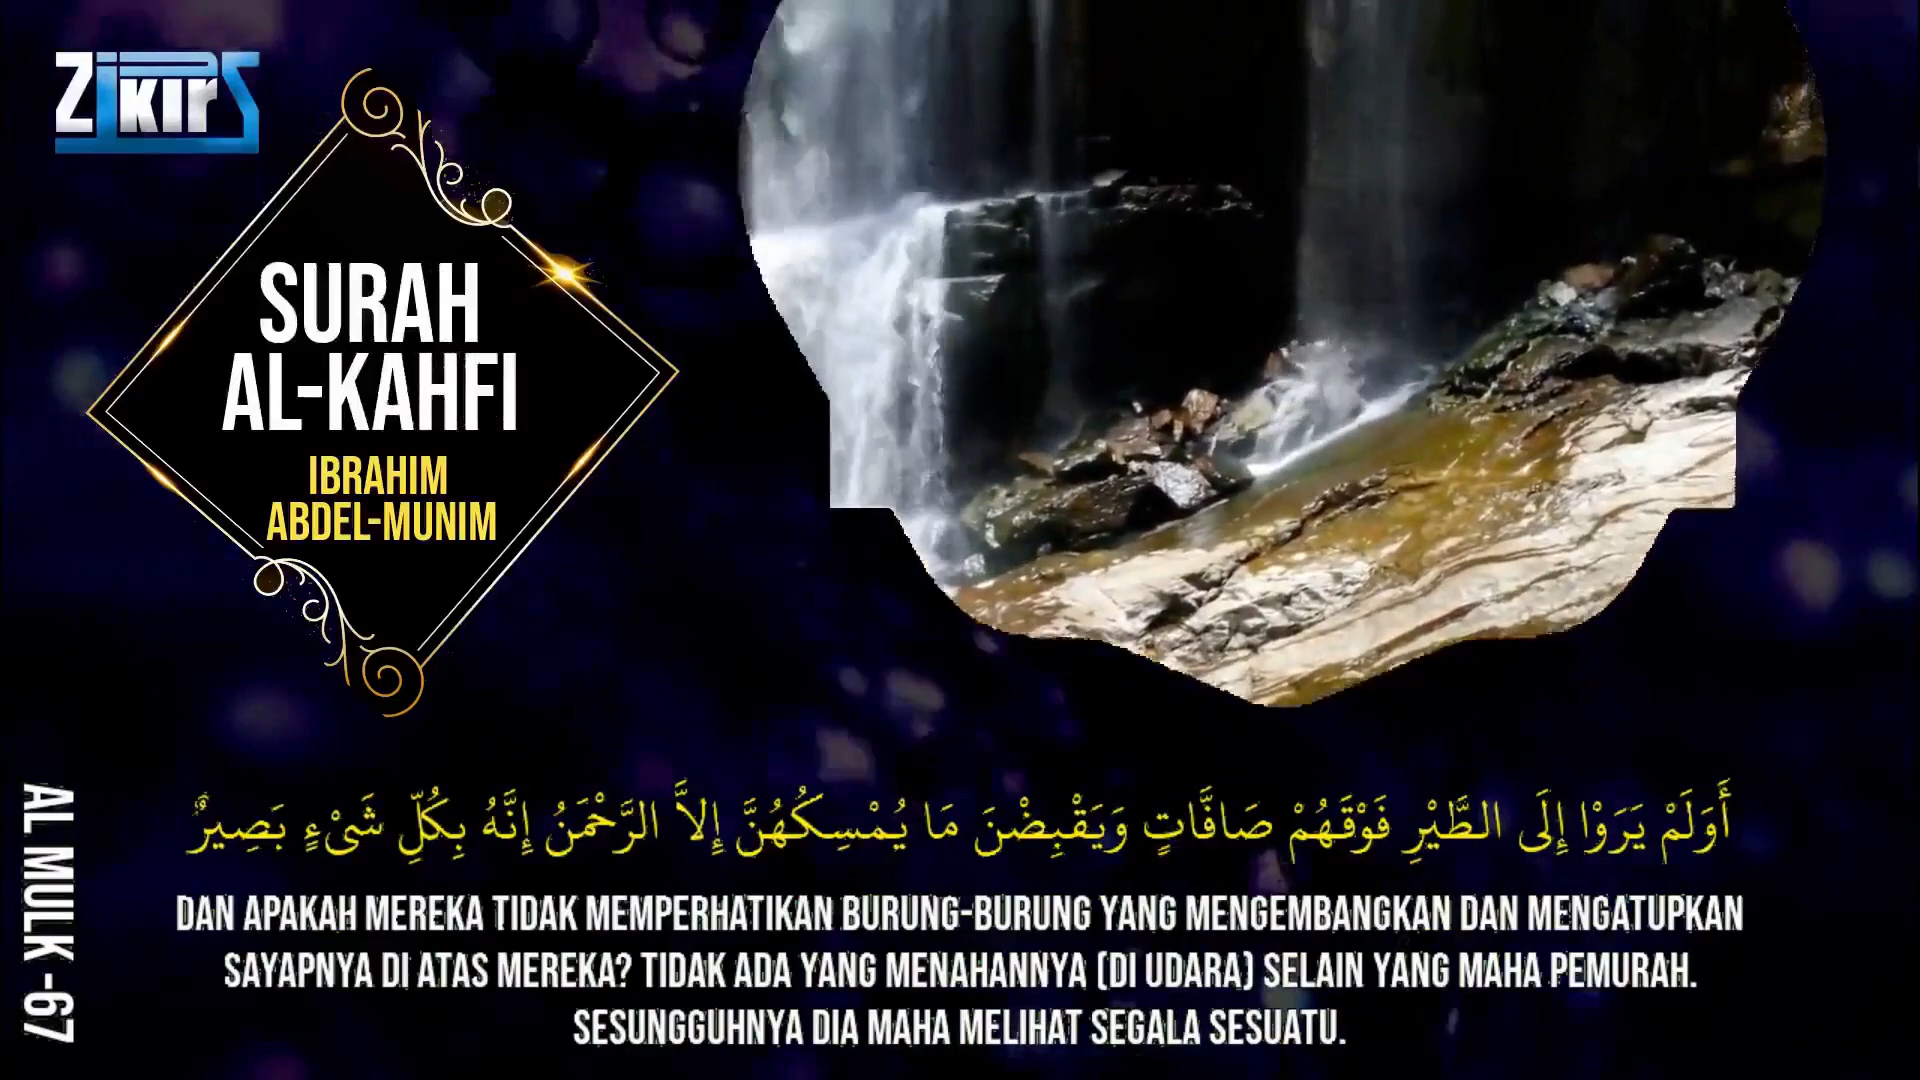 ZIKIR
SURAH
AL-KAHFI
IBRAHIM
ABDEL-MUNIM
AL MULK -67
أَوَلَمْ يَرَوْا إِلَى الطَّيْرِ فَوْقَهُمْ صَافَّاتٍ وَيَقْبِضْنَ مَا يُمْسِكُهُنَّ إِلاَّ الرَّحْمَنُ إِنَّهُ بِكُلِّ شَىْءٍ بَصِيرٌ
DAN APAKAH MEREKA TIDAK MEMPERHATIKAN BURUNG-BURUNG YANG MENGEMBANGKAN DAN MENGATUPKAN
SAYAPNYA DI ATAS MEREKA? TIDAK ADA YANG MENAHANNYA (DI UDARA) SELAIN YANG MAHA PEMURAH.
SESUNGGUHNYA DIA MAHA MELIHAT SEGALA SESUATU.